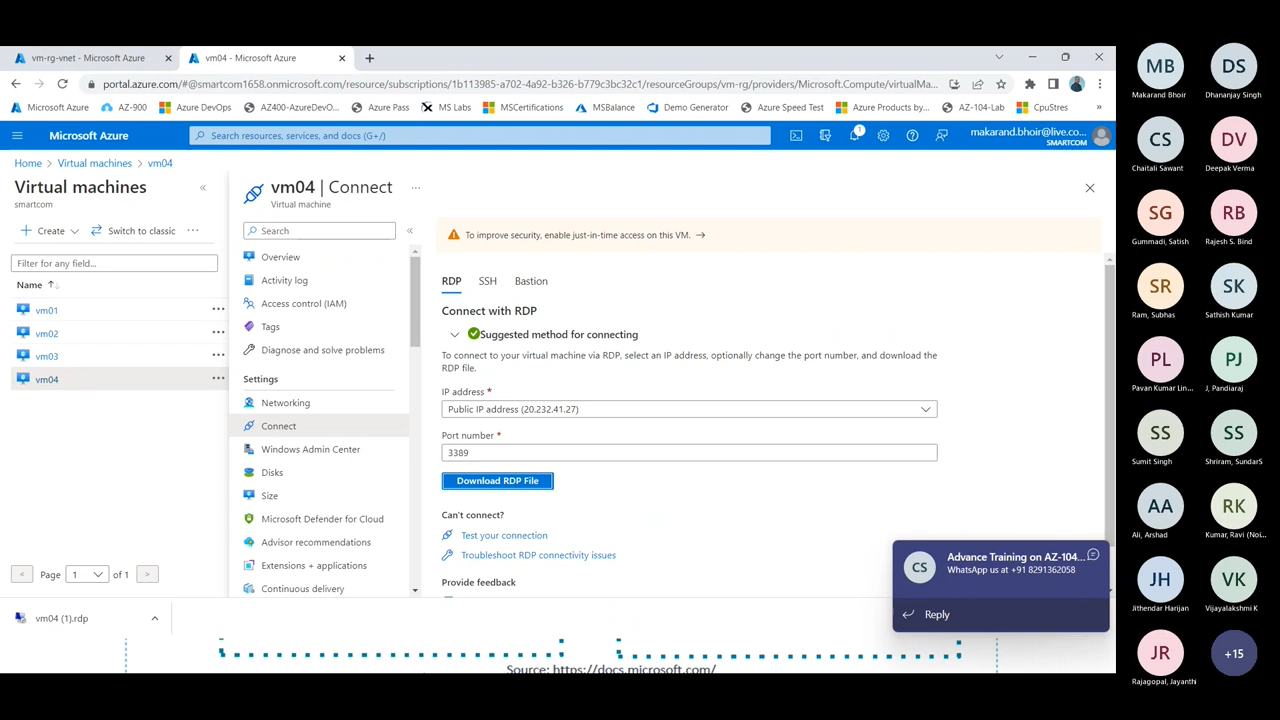 vm-rg-vnet - Microsoft Azure
vm04 - Microsoft Azure
portal.azure.com/#@smartcom1658.onmicrosoft.com/resource/subscriptions/1b113985-a702-4a92-b326-b779c3bc32c1/resourceGroups/vm-rg/providers/Microsoft.Compute/virtualMa...
Microsoft Azure
AZ-900
Azure DevOps
AZ400-AzureDevO...
Azure Pass
MS Labs
MSCertifications
MSBalance
Demo Generator
Azure Speed Test
Azure Products by...
AZ-104-Lab
CpuStres
»
Microsoft Azure
Search resources, services, and docs (G+/)
1
makarand.bhoir@live.co...
SMARTCOM
Home > Virtual machines > vm04
Virtual machines
smartcom
Create
Switch to classic
...
Filter for any field...
Name
vm01
vm02
vm03
vm04
Page 1 of 1
vm04 | Connect
...
Virtual machine
Search
Overview
Activity log
Access control (IAM)
Tags
Diagnose and solve problems
Settings
Networking
Connect
Windows Admin Center
Disks
Size
Microsoft Defender for Cloud
Advisor recommendations
Extensions + applications
Continuous delivery
To improve security, enable just-in-time access on this VM. →
RDP
SSH
Bastion
Connect with RDP
Suggested method for connecting
To connect to your virtual machine via RDP, select an IP address, optionally change the port number, and download the
RDP file.
IP address *
Public IP address (20.232.41.27)
Port number *
3389
Download RDP File
Can't connect?
Test your connection
Troubleshoot RDP connectivity issues
Provide feedback
CS
Advance Training on AZ-104...
WhatsApp us at +91 8291362058
Reply
vm04 (1).rdp
Source: https://docs.microsoft.com/
MB
Makarand Bhoir
DS
Dhananjay Singh
CS
Chaitali Sawant
DV
Deepak Verma
SG
Gummadi, Satish
RB
Rajesh S. Bind
SR
Ram, Subhas
SK
Sathish Kumar
PL
Pavan Kumar Lin...
PJ
J, Pandiaraj
SS
Sumit Singh
SS
Shriram, SundarS
AA
Ali, Arshad
RK
Kumar, Ravi (Noi...
JH
Jithendar Harijan
VK
Vijayalakshmi K
JR
Rajagopal, Jayanthi
+15